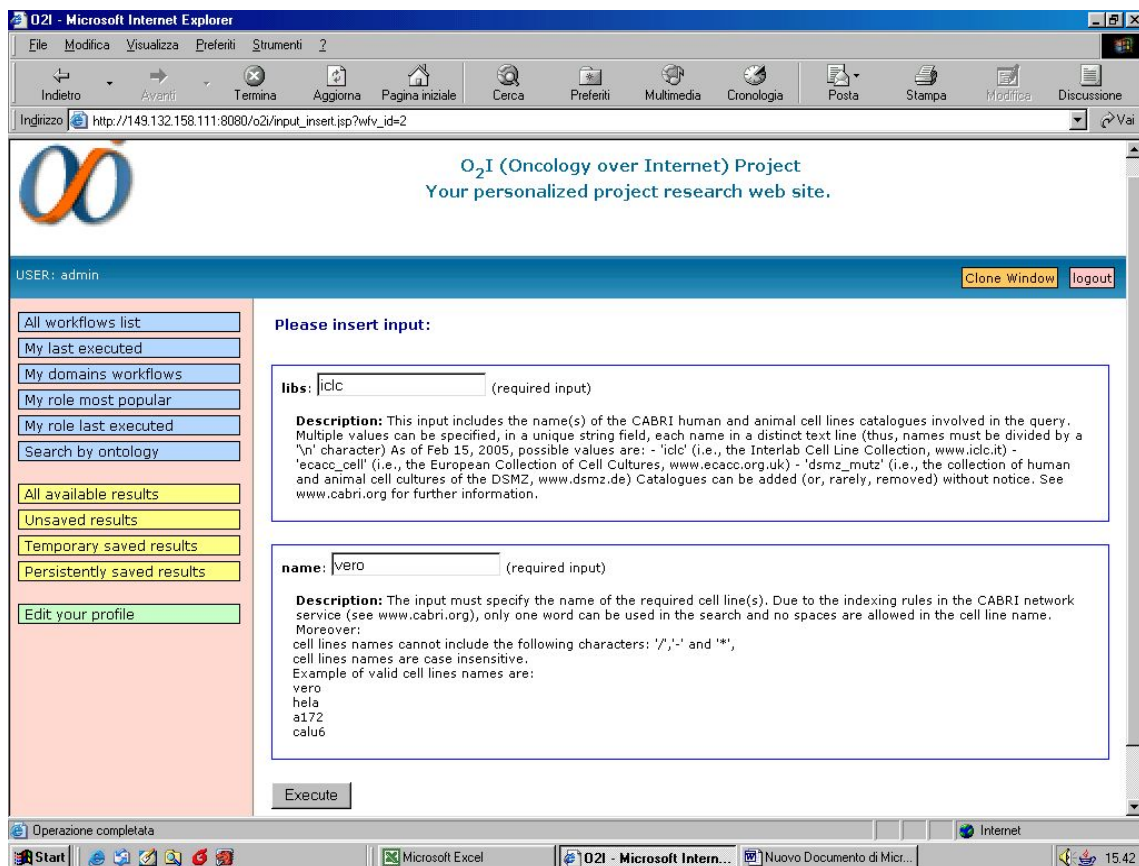 O2I - Microsoft Internet Explorer
File Modifica Visualizza Preferiti Strumenti ?
Indietro Avanti Termina Aggiorna Pagina iniziale Cerca Preferiti Multimedia Cronologia Posta Stampa Modifica Discussione
Indirizzo http://149.132.158.111:8080/o2i/input_insert.jsp?wfv_id=2 Vai
O2I (Oncology over Internet) Project
Your personalized project research web site.
USER: admin Clone Window logout
All workflows list
My last executed
My domains workflows
My role most popular
My role last executed
Search by ontology
All available results
Unsaved results
Temporary saved results
Persistently saved results
Edit your profile
Please insert input:
libs: iclc (required input)
Description: This input includes the name(s) of the CABRI human and animal cell lines catalogues involved in the query.
Multiple values can be specified, in a unique string field, each name in a distinct text line (thus, names must be divided by a
'\n' character) As of Feb 15, 2005, possible values are: - 'iclc' (i.e., the Interlab Cell Line Collection, www.iclc.it) -
'ecacc_cell' (i.e., the European Collection of Cell Cultures, www.ecacc.org.uk) - 'dsmz_mutz' (i.e., the collection of human
and animal cell cultures of the DSMZ, www.dsmz.de) Catalogues can be added (or, rarely, removed) without notice. See
www.cabri.org for further information.
name: vero (required input)
Description: The input must specify the name of the required cell line(s). Due to the indexing rules in the CABRI network
service (see www.cabri.org), only one word can be used in the search and no spaces are allowed in the cell line name.
Moreover:
cell lines names cannot include the following characters: '/','-' and '*',
cell lines names are case insensitive.
Example of valid cell lines names are:
vero
hela
a172
calu6
Execute
Operazione completata Internet
Start Microsoft Excel O2I - Microsoft Intern... Nuovo Documento di Micr... 15.42